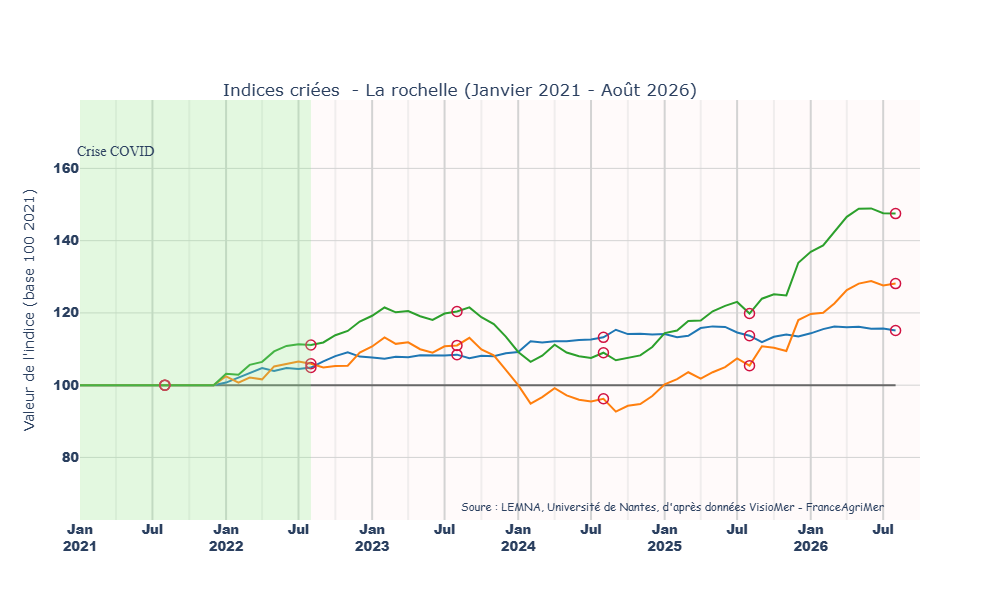 Indices criées  - La rochelle (Janvier 2021 - Août 2026)
Crise COVID
Valeur de l'indice (base 100 2021)
160
140
120
100
80
Soure : LEMNA, Université de Nantes, d'après données VisioMer - FranceAgriMer
Jan Jul Jan Jul Jan Jul Jan Jul Jan Jul Jan Jul
2021 2022 2023 2024 2025 2026